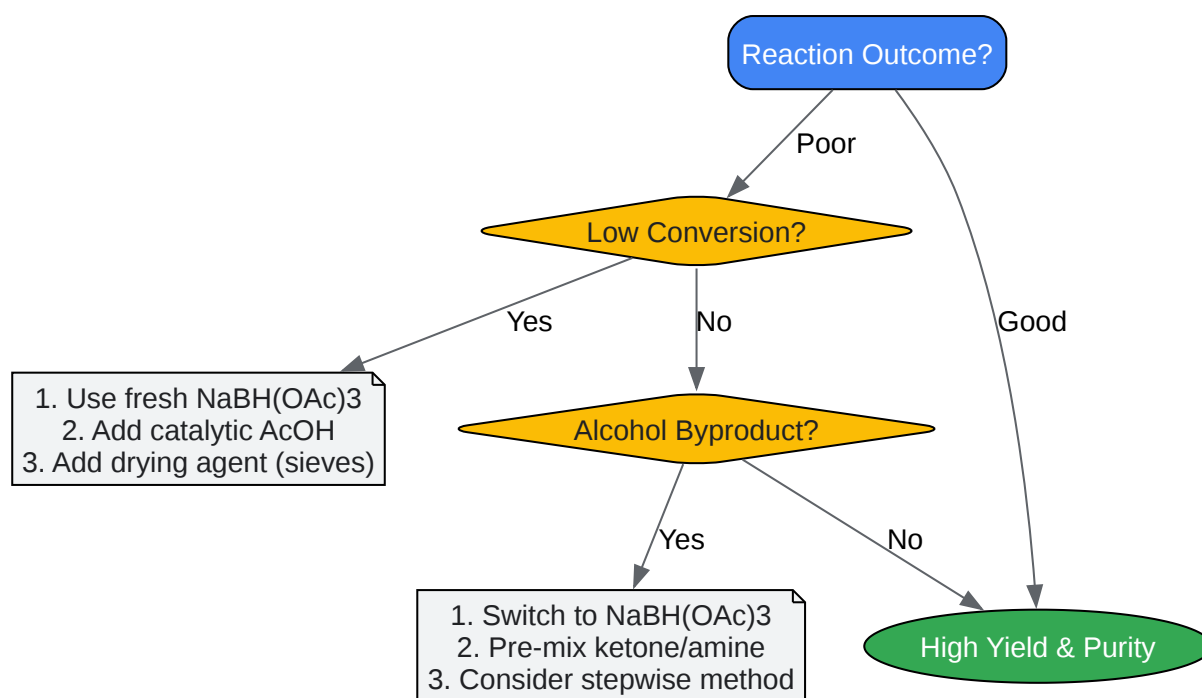 Reaction Outcome?
Poor
Low Conversion?
Yes
No
Good
1. Use fresh NaBH(OAc)3
2. Add catalytic AcOH
3. Add drying agent (sieves)
Alcohol Byproduct?
Yes
No
1. Switch to NaBH(OAc)3
2. Pre-mix ketone/amine
3. Consider stepwise method
High Yield & Purity